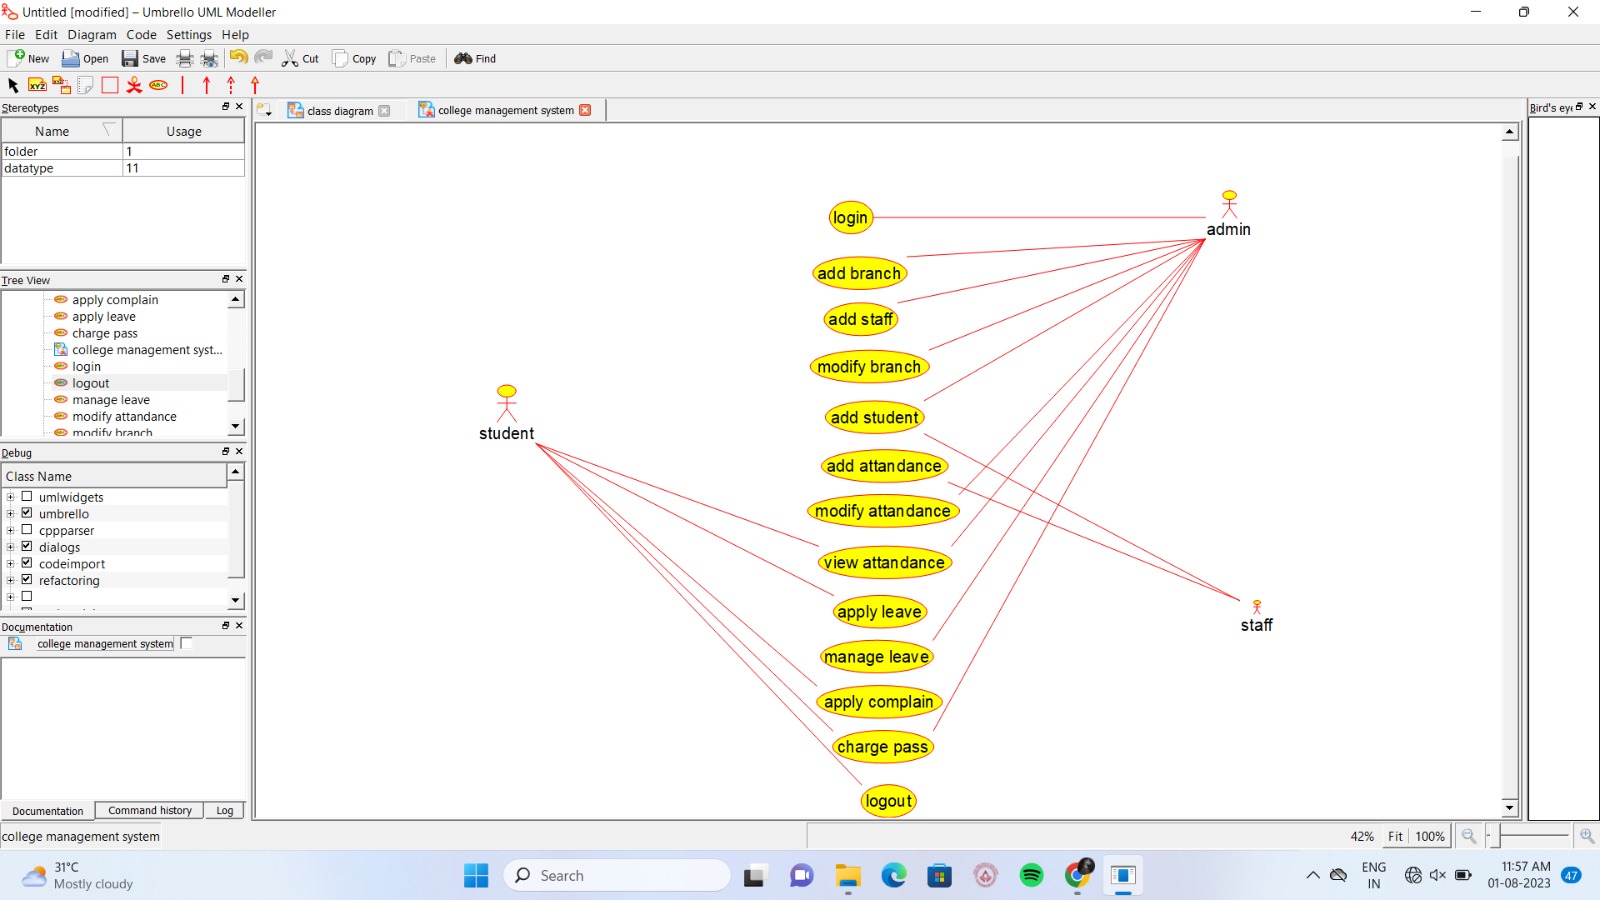 Untitled [modified] – Umbrello UML Modeller
File Edit Diagram Code Settings Help
New Open Save Cut Copy Paste Find
XYZ ABC
Stereotypes
class diagram college management system
Bird's eye
Name Usage
folder 1
datatype 11
Tree View
apply complain
apply leave
charge pass
college management syst...
login
logout
manage leave
modify attandance
modify branch
Debug
Class Name
umlwidgets
umbrello
cppparser
dialogs
codeimport
refactoring
Documentation
college management system
Documentation Command history Log
login
add branch
add staff
modify branch
add student
add attandance
modify attandance
view attandance
apply leave
manage leave
apply complain
charge pass
logout
student
admin
staff
college management system
42% Fit 100%
31°C
Mostly cloudy
Search
ENG
IN
11:57 AM
01-08-2023
47